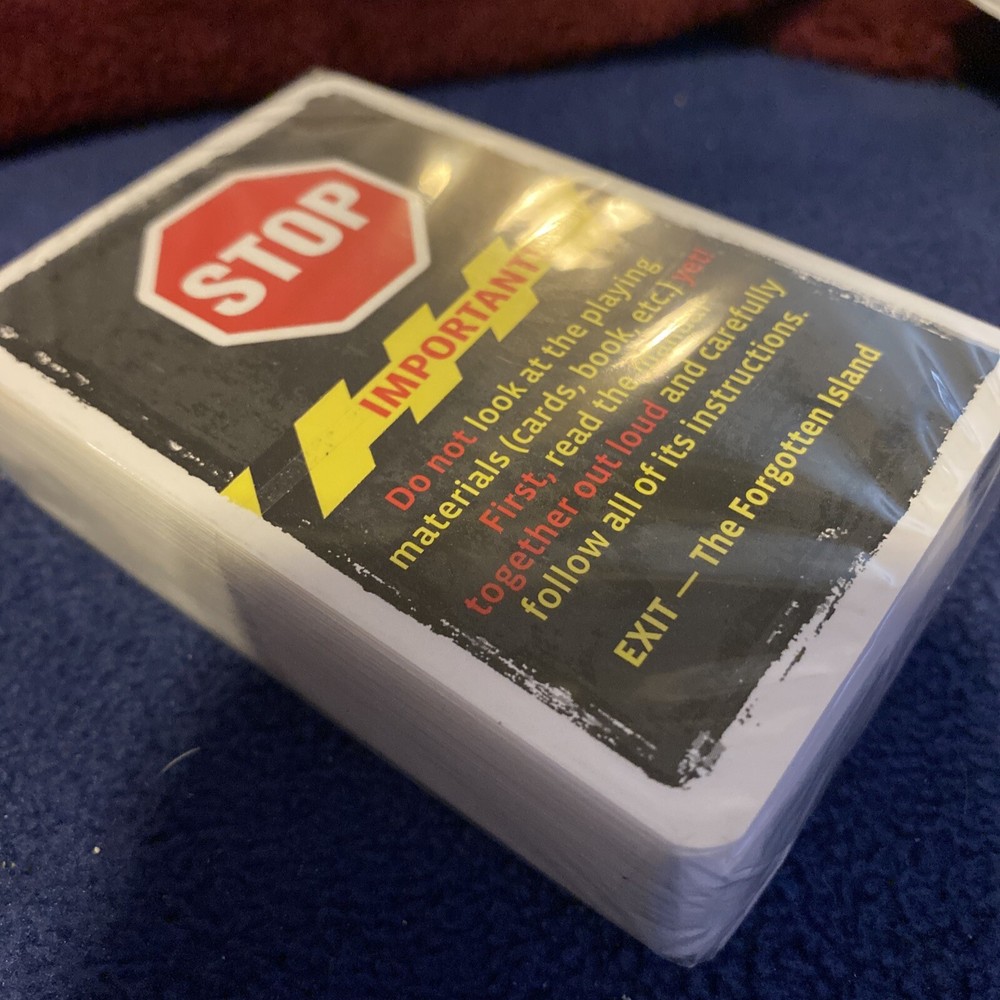 STOP
IMPORTANT!
Do not look at the playing
materials (cards, book, etc.) yet!
First, read the manual
together out loud and carefully
follow all of its instructions.
EXIT — The Forgotten Island